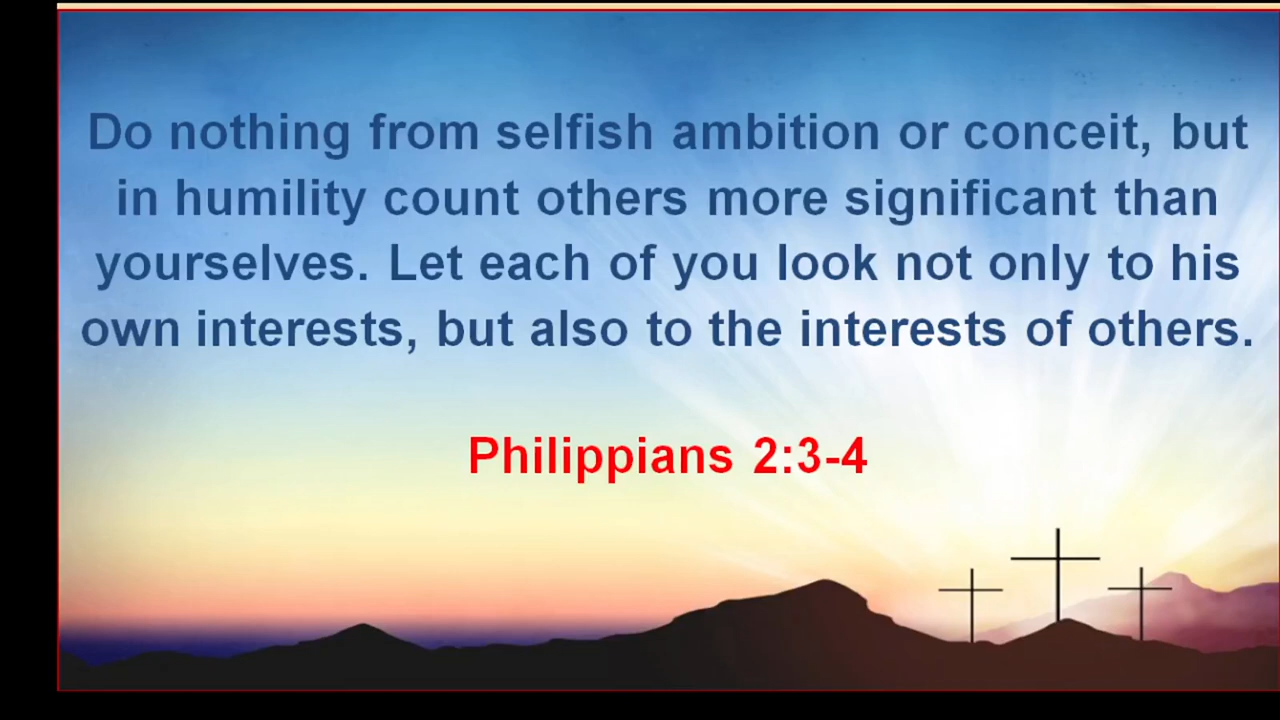 Do nothing from selfish ambition or conceit, but
in humility count others more significant than
yourselves. Let each of you look not only to his
own interests, but also to the interests of others.
Philippians 2:3-4